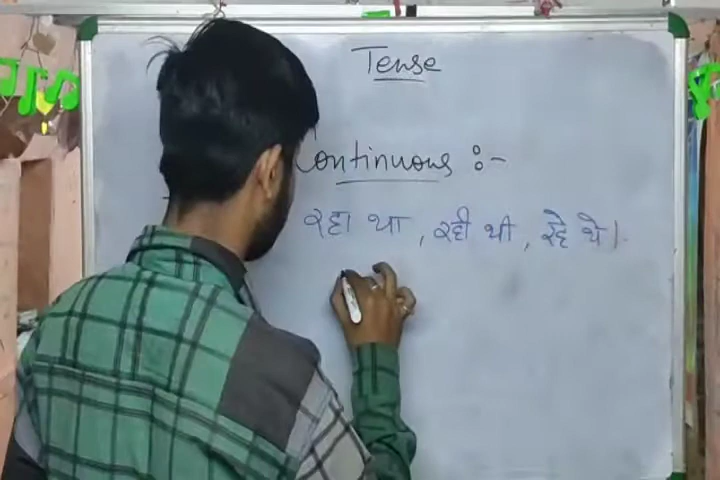 Tense
Continuous :-
रहा था, रही थी, रहे थे।